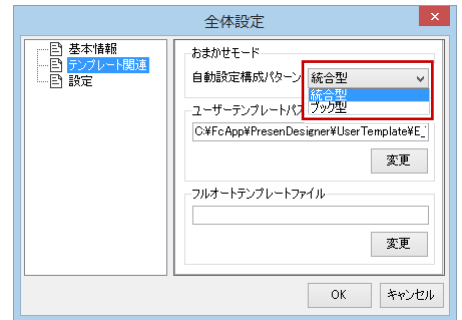 全体設定
×
基本情報
テンプレート関連
設定
おまかせモード
自動設定構成パターン 統合型
統合型
ブック型
ユーザーテンプレートパス
C:¥FcApp¥PresenDesigner¥UserTemplate¥E_
変更
フルオートテンプレートファイル
変更
OK キャンセル